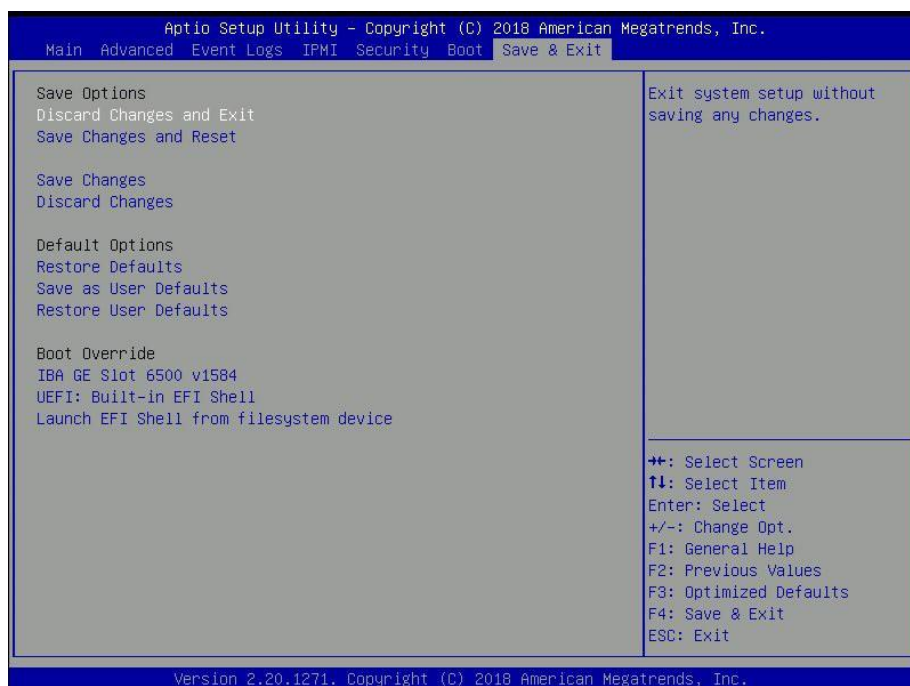 Aptio Setup Utility – Copyright (C) 2018 American Megatrends, Inc.
Main Advanced Event Logs IPMI Security Boot Save & Exit
Save Options
Discard Changes and Exit
Save Changes and Reset
Save Changes
Discard Changes
Default Options
Restore Defaults
Save as User Defaults
Restore User Defaults
Boot Override
IBA GE Slot 6500 v1584
UEFI: Built-in EFI Shell
Launch EFI Shell from filesystem device
Exit system setup without
saving any changes.
→←: Select Screen
↑↓: Select Item
Enter: Select
+/-: Change Opt.
F1: General Help
F2: Previous Values
F3: Optimized Defaults
F4: Save & Exit
ESC: Exit
Version 2.20.1271. Copyright (C) 2018 American Megatrends, Inc.